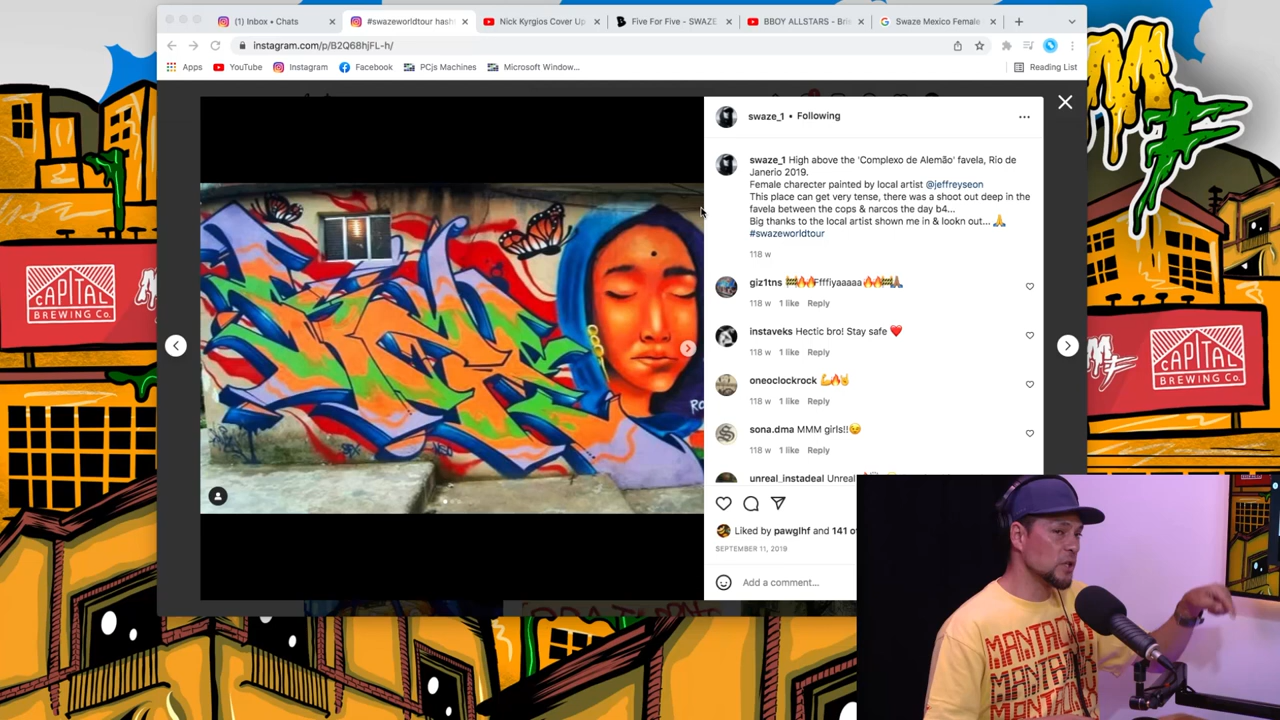 (1) Inbox • Chats
#swazeworldtour hash
Nick Kyrgios Cover Up
Five For Five - SWAZE
BBOY ALLSTARS - Bri
Swaze Mexico Female
instagram.com/p/B2Q68hjFL-h/
Apps
YouTube
Instagram
Facebook
PCjs Machines
Microsoft Window...
Reading List
swaze_1 • Following
swaze_1 High above the 'Complexo de Alemão' favela, Rio de
Janerio 2019.
Female charecter painted by local artist @jeffreyseon
This place can get very tense, there was a shoot out deep in the
favela between the cops & narcos the day b4...
Big thanks to the local artist shown me in & lookn out... 🙏
#swazeworldtour
118 w
giz1tns 🚧🔥🔥Ffffiyaaaaa🔥🔥🚧🙏🏽
118 w 1 like Reply
instaveks Hectic bro! Stay safe ❤️
118 w 1 like Reply
oneoclockrock 💪🔥🤘
118 w 1 like Reply
sona.dma MMM girls!!😉
118 w 1 like Reply
unreal_instadeal Unreal
Liked by pawglhf and 141 o
SEPTEMBER 11, 2019
Add a comment...
CAPITAL
BREWING Co.
CAPITAL
BREWING Co.
MF
MANTRA
MANTRA
MANTRA